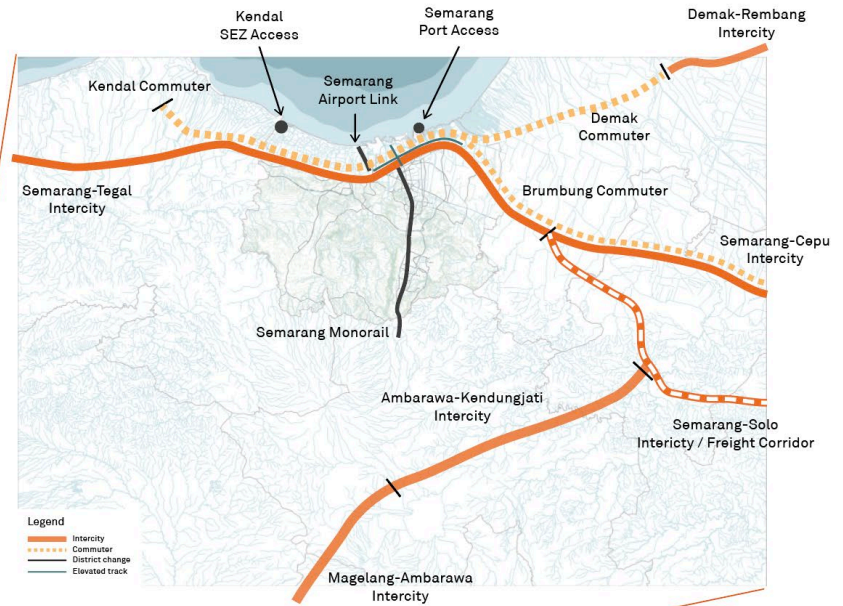 Kendal
SEZ Access
Semarang
Port Access
Demak-Rembang
Intercity
Kendal Commuter
Semarang
Airport Link
Demak
Commuter
Semarang-Tegal
Intercity
Brumbung Commuter
Semarang-Cepu
Intercity
Semarang Monorail
Ambarawa-Kendungjati
Intercity
Semarang-Solo
Intericty / Freight Corridor
Legend
Intercity
Commuter
District change
Elevated track
Magelang-Ambarawa
Intercity